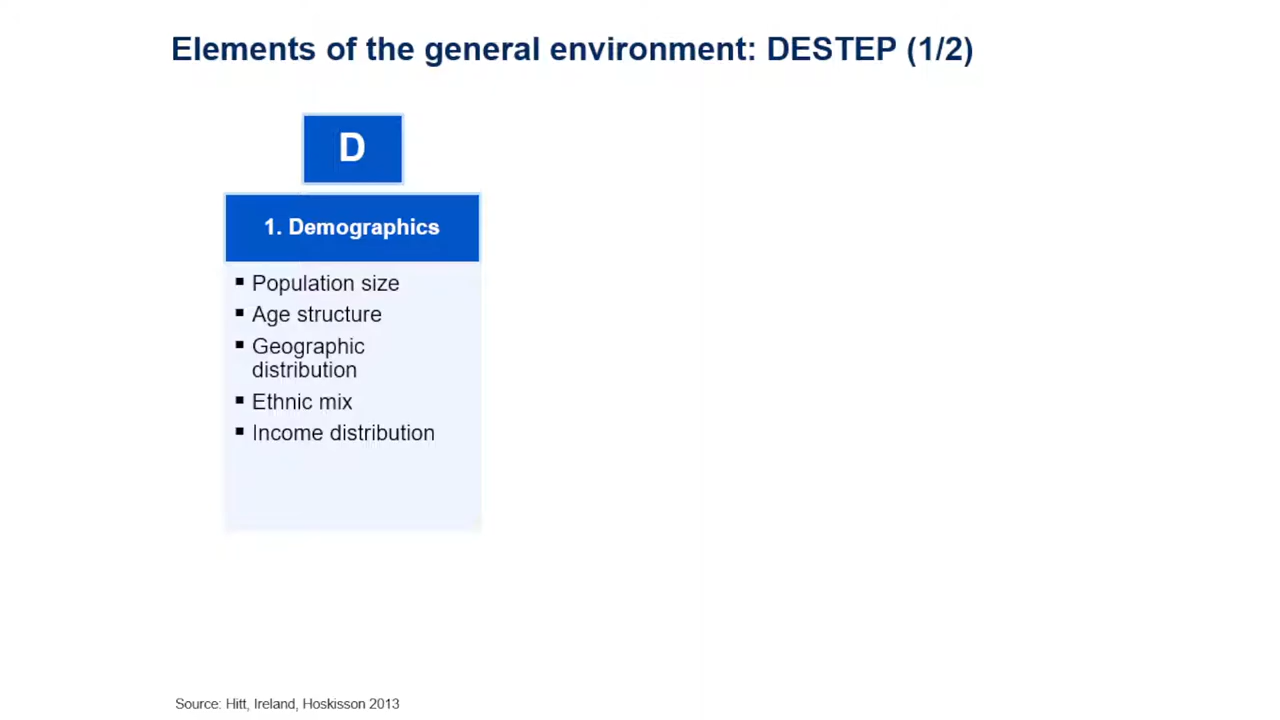 Elements of the general environment: DESTEP (1/2)
D
1. Demographics
▪ Population size
▪ Age structure
▪ Geographic
distribution
▪ Ethnic mix
▪ Income distribution
Source: Hitt, Ireland, Hoskisson 2013